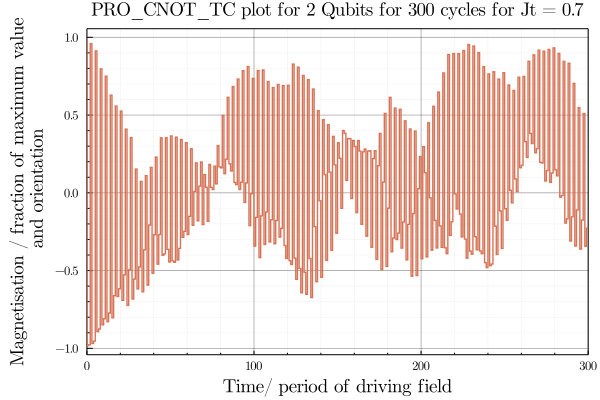 PRO_CNOT_TC plot for 2 Qubits for 300 cycles for Jt = 0.7
Magnetisation / fraction of maximum value
and orientation
1.0
0.5
0.0
−0.5
−1.0
0
100
200
300
Time/ period of driving field